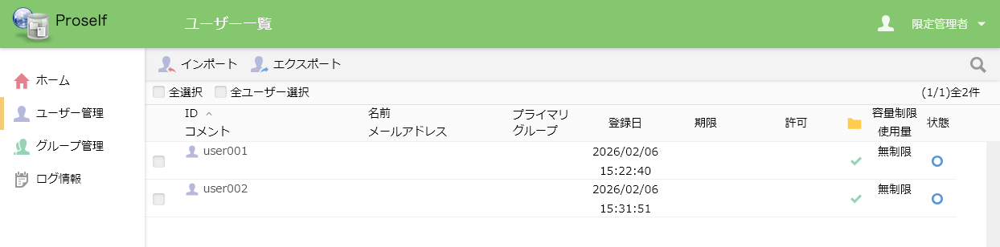 Proself
ユーザー一覧
限定管理者
ホーム
ユーザー管理
グループ管理
ログ情報
インポート エクスポート
全選択 全ユーザー選択 (1/1)全2件
ID 名前 プライマリ グループ 登録日 期限 許可 容量制限 状態
コメント メールアドレス 使用量
user001 2026/02/06 無制限
15:22:40
user002 2026/02/06 無制限
15:31:51